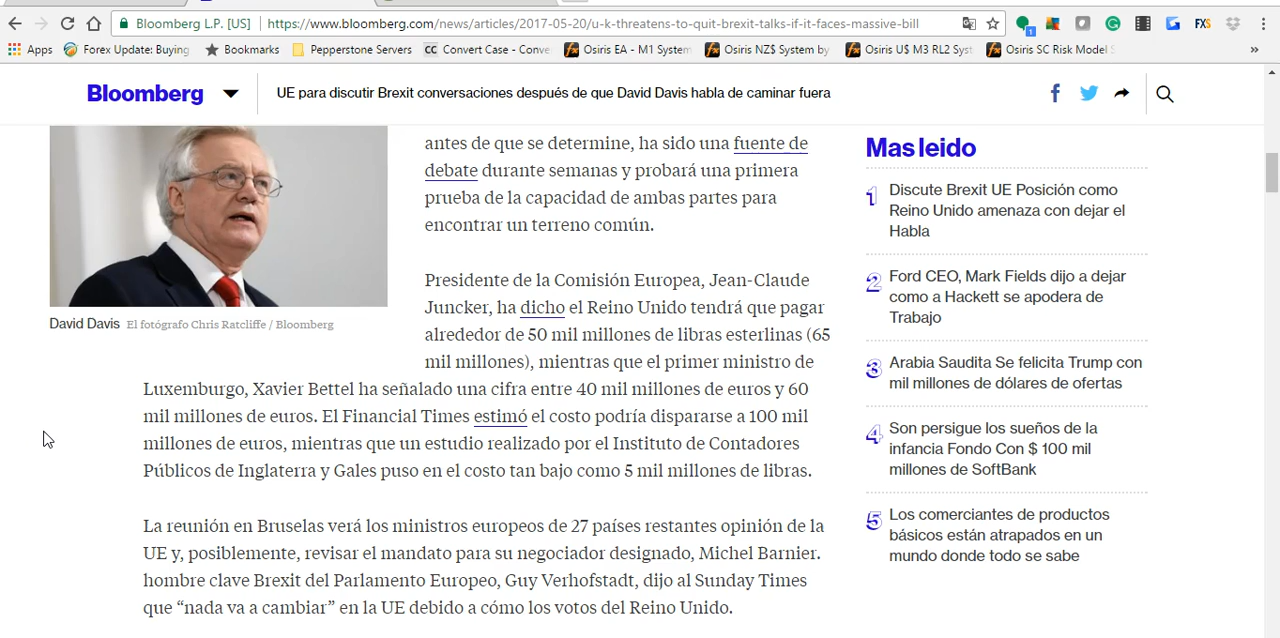 Bloomberg L.P. [US] | https://www.bloomberg.com/news/articles/2017-05-20/u-k-threatens-to-quit-brexit-talks-if-it-faces-massive-bill
Apps Forex Update: Buying Bookmarks Pepperstone Servers CC Convert Case - Conve Osiris EA - M1 System Osiris NZ$ System by Osiris U$ M3 RL2 Syst Osiris SC Risk Model S »
Bloomberg UE para discutir Brexit conversaciones después de que David Davis habla de caminar fuera
antes de que se determine, ha sido una fuente de
debate durante semanas y probará una primera
prueba de la capacidad de ambas partes para
encontrar un terreno común.
David Davis El fotógrafo Chris Ratcliffe / Bloomberg
Presidente de la Comisión Europea, Jean-Claude
Juncker, ha dicho el Reino Unido tendrá que pagar
alrededor de 50 mil millones de libras esterlinas (65
mil millones), mientras que el primer ministro de
Luxemburgo, Xavier Bettel ha señalado una cifra entre 40 mil millones de euros y 60
mil millones de euros. El Financial Times estimó el costo podría dispararse a 100 mil
millones de euros, mientras que un estudio realizado por el Instituto de Contadores
Públicos de Inglaterra y Gales puso en el costo tan bajo como 5 mil millones de libras.
La reunión en Bruselas verá los ministros europeos de 27 países restantes opinión de la
UE y, posiblemente, revisar el mandato para su negociador designado, Michel Barnier.
hombre clave Brexit del Parlamento Europeo, Guy Verhofstadt, dijo al Sunday Times
que “nada va a cambiar” en la UE debido a cómo los votos del Reino Unido.
Mas leido
1 Discute Brexit UE Posición como
Reino Unido amenaza con dejar el
Habla
2 Ford CEO, Mark Fields dijo a dejar
como a Hackett se apodera de
Trabajo
3 Arabia Saudita Se felicita Trump con
mil millones de dólares de ofertas
4 Son persigue los sueños de la
infancia Fondo Con $ 100 mil
millones de SoftBank
5 Los comerciantes de productos
básicos están atrapados en un
mundo donde todo se sabe